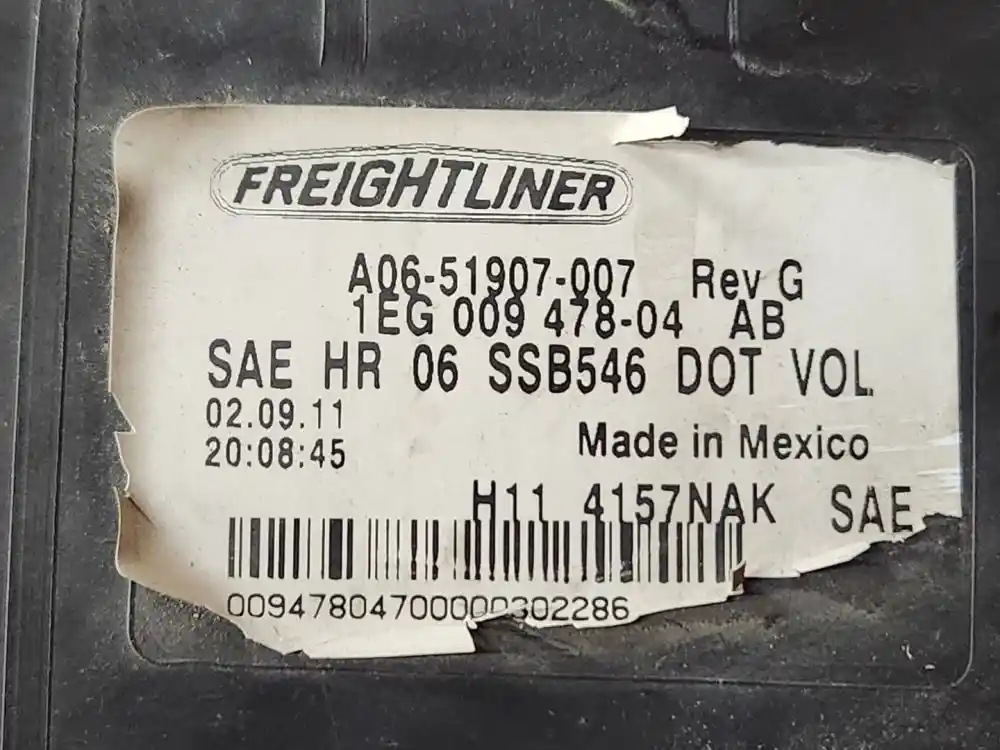 FREIGHTLINER
A06-51907-007 Rev G
1EG 009 478-04 AB
SAE HR 06 SSB546 DOT VOL
02.09.11
20:08:45
Made in Mexico
H11 4157NAK SAE
00947804700000302286